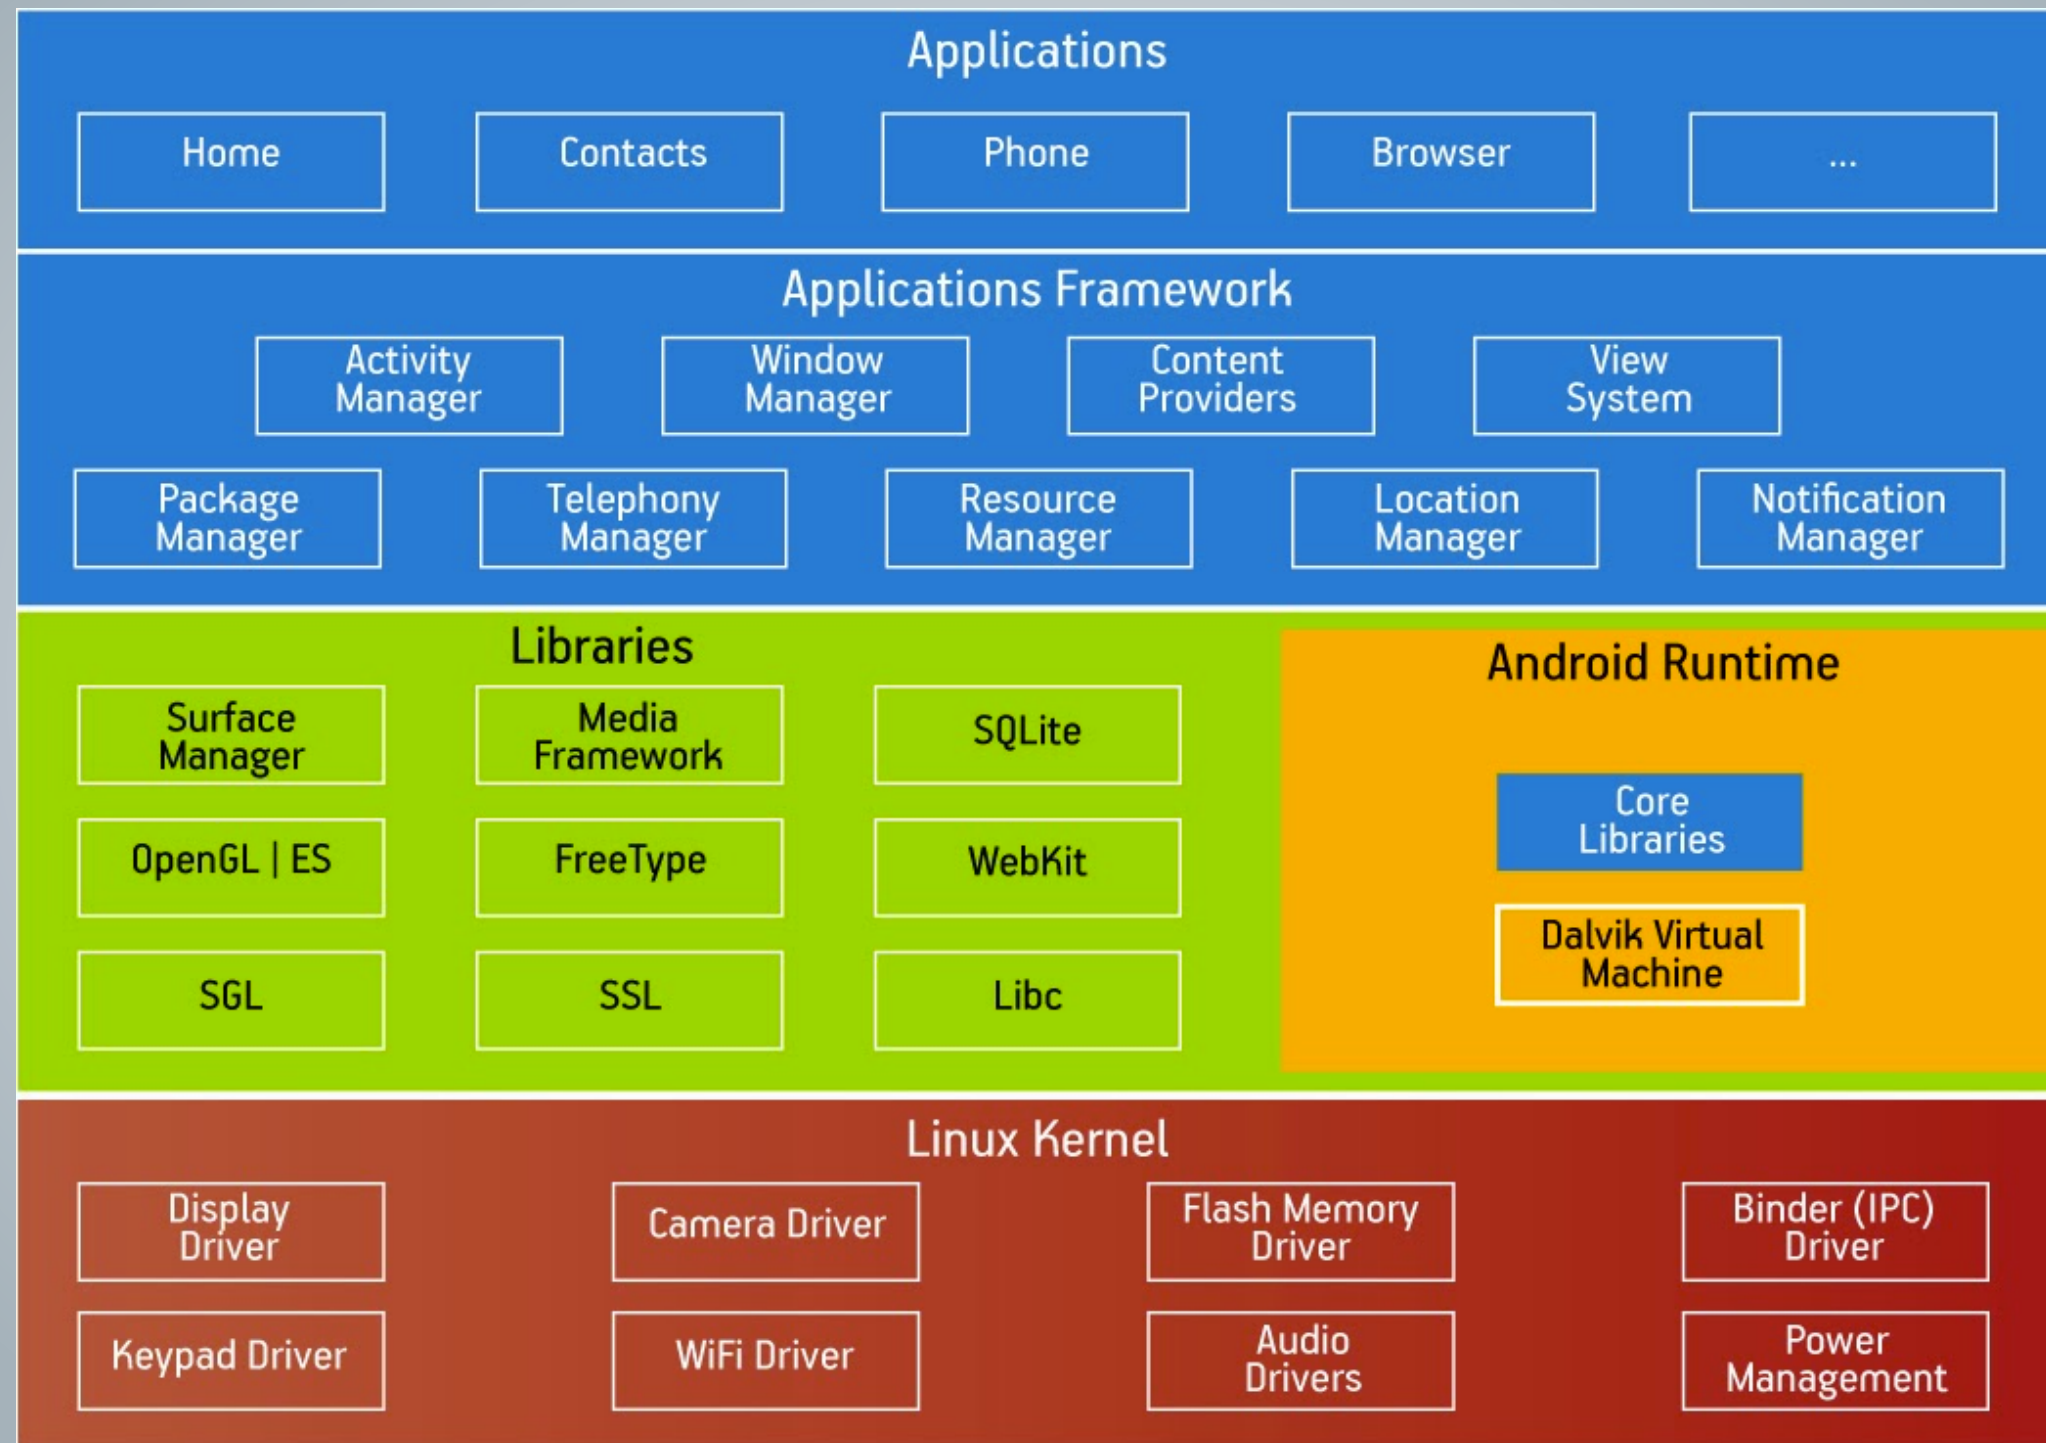 Applications
Home
Contacts
Phone
Browser
...
Applications Framework
Activity
Manager
Window
Manager
Content
Providers
View
System
Package
Manager
Telephony
Manager
Resource
Manager
Location
Manager
Notification
Manager
Libraries
Surface
Manager
Media
Framework
SQLite
OpenGL | ES
FreeType
WebKit
SGL
SSL
Libc
Android Runtime
Core
Libraries
Dalvik Virtual
Machine
Linux Kernel
Display
Driver
Camera Driver
Flash Memory
Driver
Binder (IPC)
Driver
Keypad Driver
WiFi Driver
Audio
Drivers
Power
Management